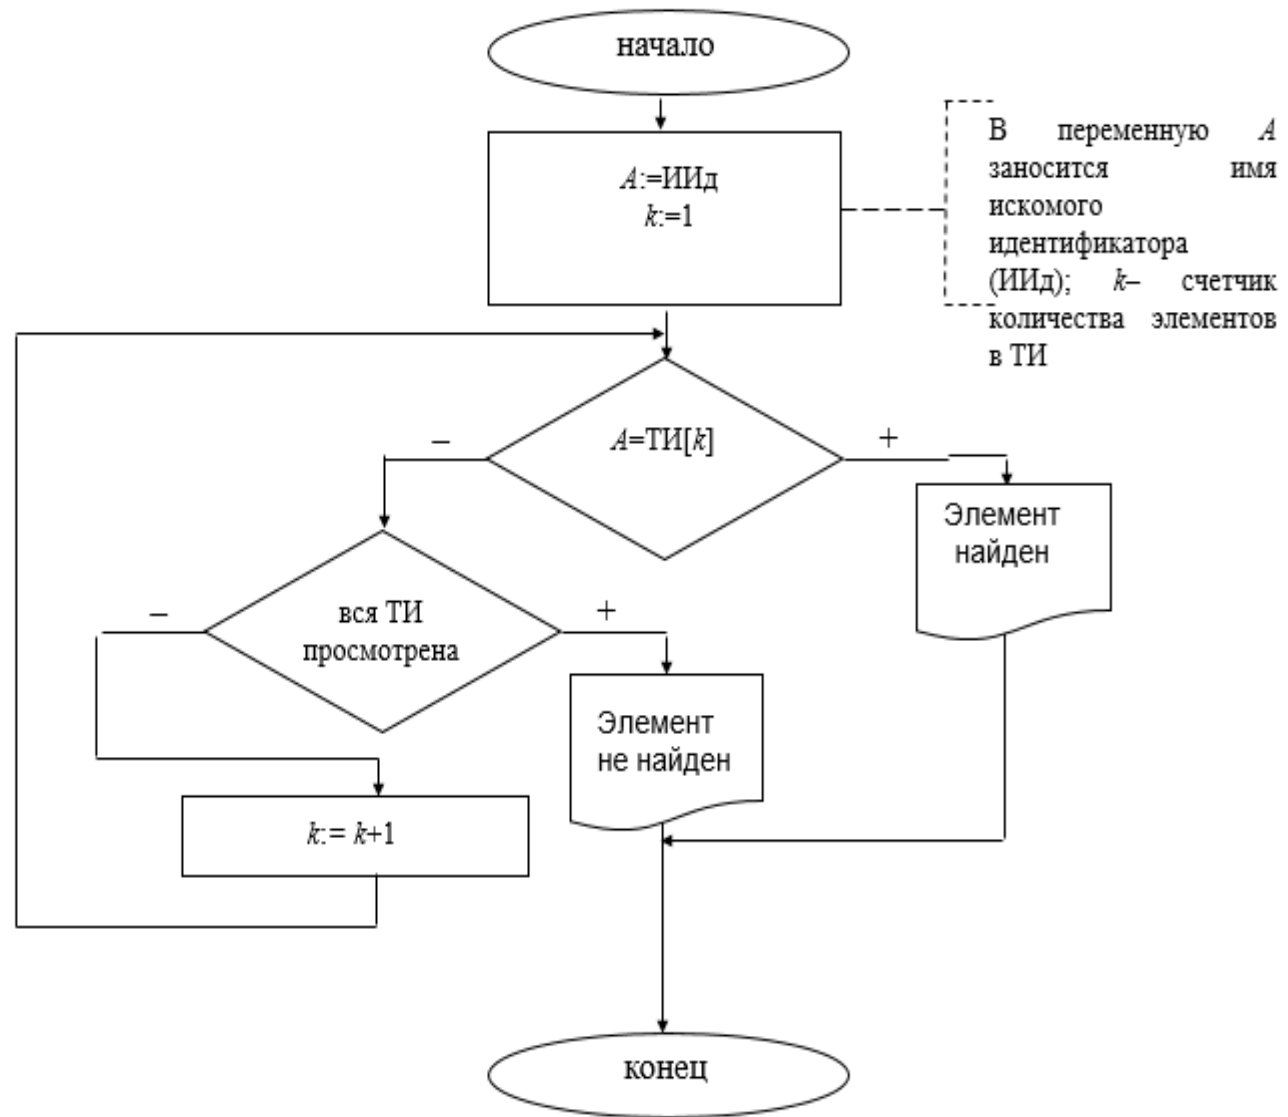 начало
A:=ИИд
k:=1
В переменную A
заносится имя
искомого
идентификатора
(ИИд); k– счетчик
количества элементов
в ТИ
A=ТИ[k]
–
+
Элемент
найден
вся ТИ
просмотрена
–
+
Элемент
не найден
k:= k+1
конец